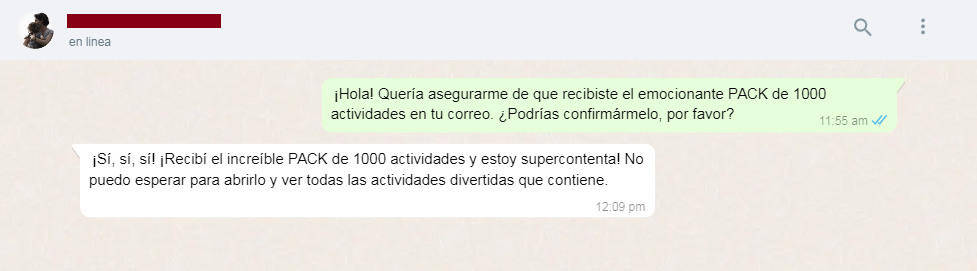 en linea
¡Hola! Quería asegurarme de que recibiste el emocionante PACK de 1000
actividades en tu correo. ¿Podrías confirmármelo, por favor?
11:55 am
¡Sí, sí, sí! ¡Recibí el increíble PACK de 1000 actividades y estoy supercontenta! No
puedo esperar para abrirlo y ver todas las actividades divertidas que contiene.
12:09 pm